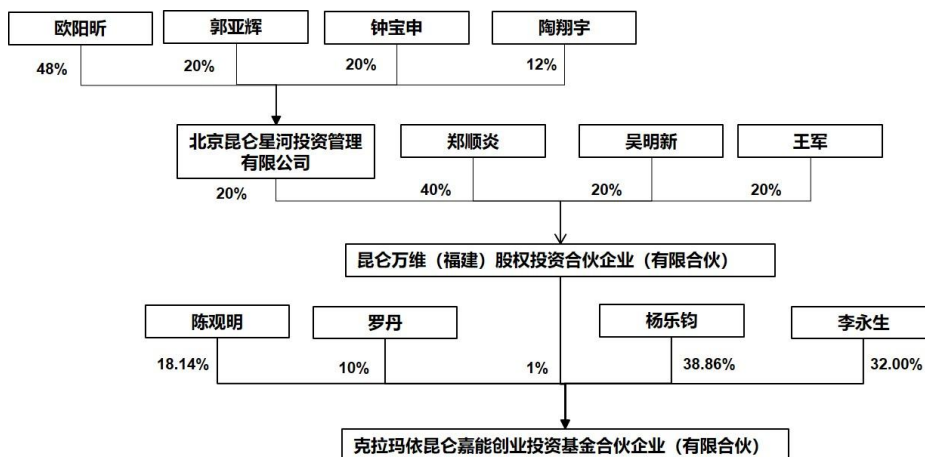 欧阳昕
郭亚辉
钟宝申
陶翔宇
48%
20%
20%
12%
北京昆仑星河投资管理
有限公司
郑顺炎
吴明新
王军
20%
40%
20%
20%
昆仑万维（福建）股权投资合伙企业（有限合伙）
陈观明
罗丹
杨乐钧
李永生
18.14%
10%
1%
38.86%
32.00%
克拉玛依昆仑嘉能创业投资基金合伙企业（有限合伙）